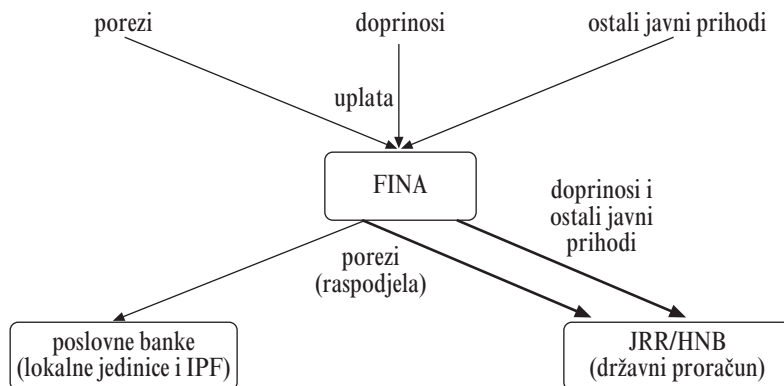 porezi
doprinosi
ostali javni prihodi
uplata
FINA
doprinosi i
ostali javni
prihodi
porezi
(raspodjela)
poslovne banke
(lokalne jedinice i IPF)
JRR/HNB
(državni proračun)